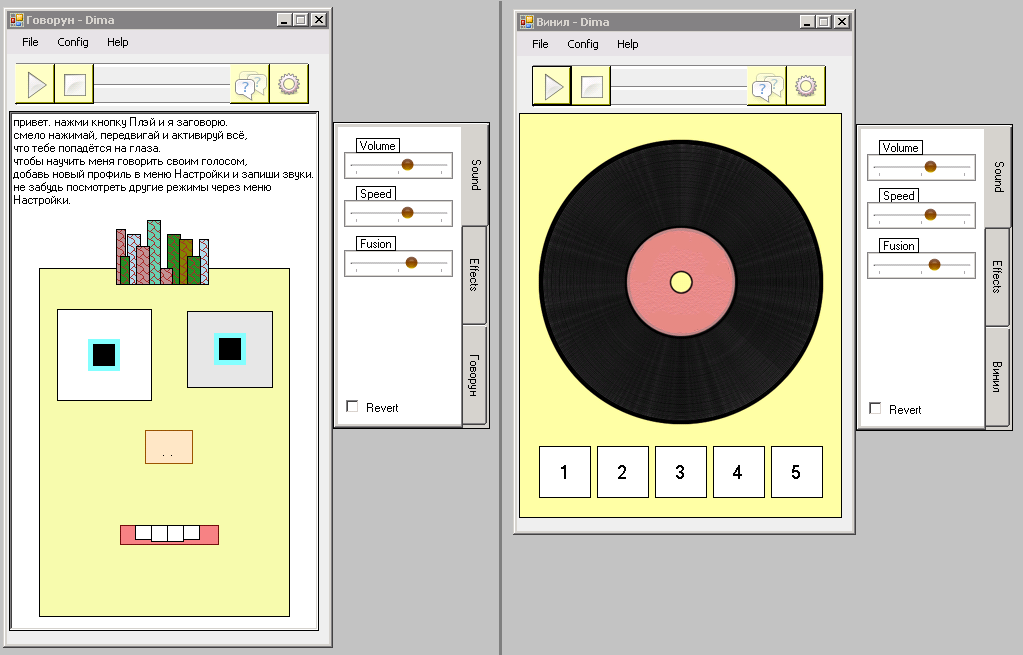 Говорун - Dima
File Config Help
привет. нажми кнопку Плэй и я заговорю.
смело нажимай, передвигай и активируй всё,
что тебе попадётся на глаза.
чтобы научить меня говорить своим голосом,
добавь новый профиль в меню Настройки и запиши звуки.
не забудь посмотреть другие режимы через меню
Настройки.
Volume
Speed
Fusion
Revert
Sound
Effects
Говорун
Винил - Dima
File Config Help
1 2 3 4 5
Volume
Speed
Fusion
Revert
Sound
Effects
Винил